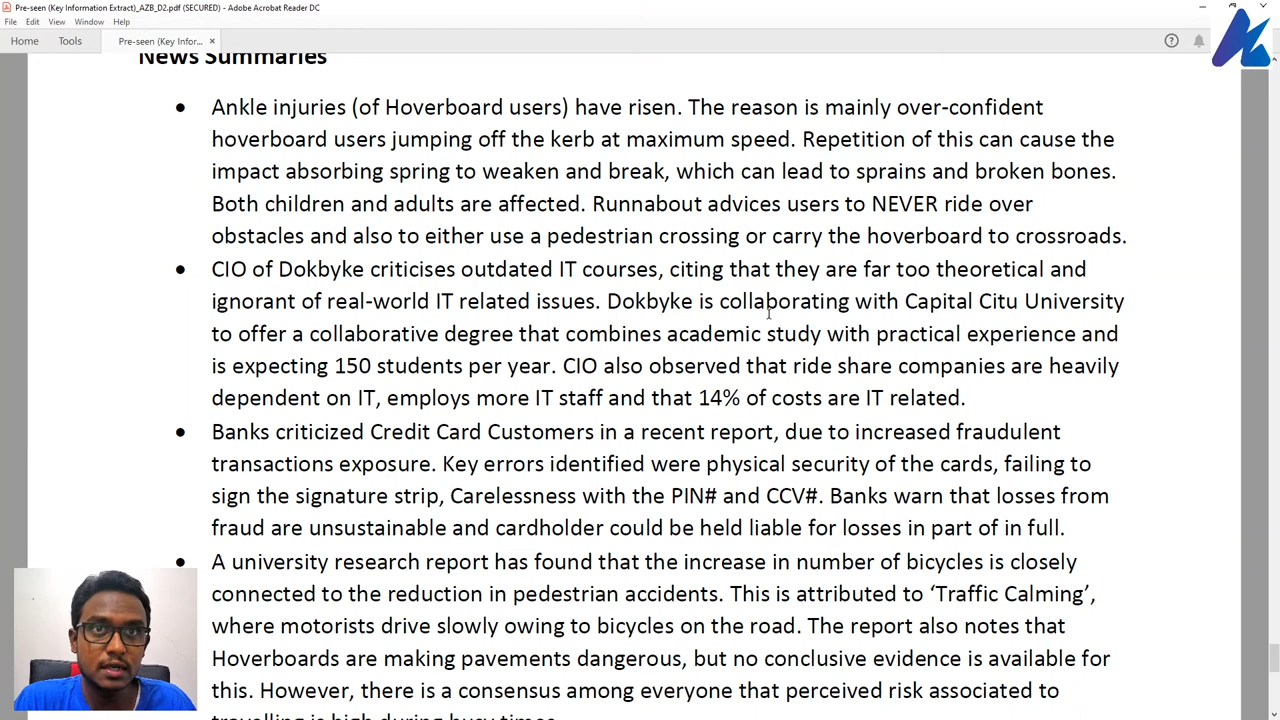 Pre-seen (Key Information Extract)_AZB_D2.pdf (SECURED) - Adobe Acrobat Reader DC
File Edit View Window Help
Home Tools Pre-seen (Key Infor... ×
News Summaries
• Ankle injuries (of Hoverboard users) have risen. The reason is mainly over-confident
hoverboard users jumping off the kerb at maximum speed. Repetition of this can cause the
impact absorbing spring to weaken and break, which can lead to sprains and broken bones.
Both children and adults are affected. Runnabout advices users to NEVER ride over
obstacles and also to either use a pedestrian crossing or carry the hoverboard to crossroads.
• CIO of Dokbyke criticises outdated IT courses, citing that they are far too theoretical and
ignorant of real-world IT related issues. Dokbyke is collaborating with Capital Citu University
to offer a collaborative degree that combines academic study with practical experience and
is expecting 150 students per year. CIO also observed that ride share companies are heavily
dependent on IT, employs more IT staff and that 14% of costs are IT related.
• Banks criticized Credit Card Customers in a recent report, due to increased fraudulent
transactions exposure. Key errors identified were physical security of the cards, failing to
sign the signature strip, Carelessness with the PIN# and CCV#. Banks warn that losses from
fraud are unsustainable and cardholder could be held liable for losses in part of in full.
• A university research report has found that the increase in number of bicycles is closely
connected to the reduction in pedestrian accidents. This is attributed to ‘Traffic Calming’,
where motorists drive slowly owing to bicycles on the road. The report also notes that
Hoverboards are making pavements dangerous, but no conclusive evidence is available for
this. However, there is a consensus among everyone that perceived risk associated to
travelling is high during busy times.